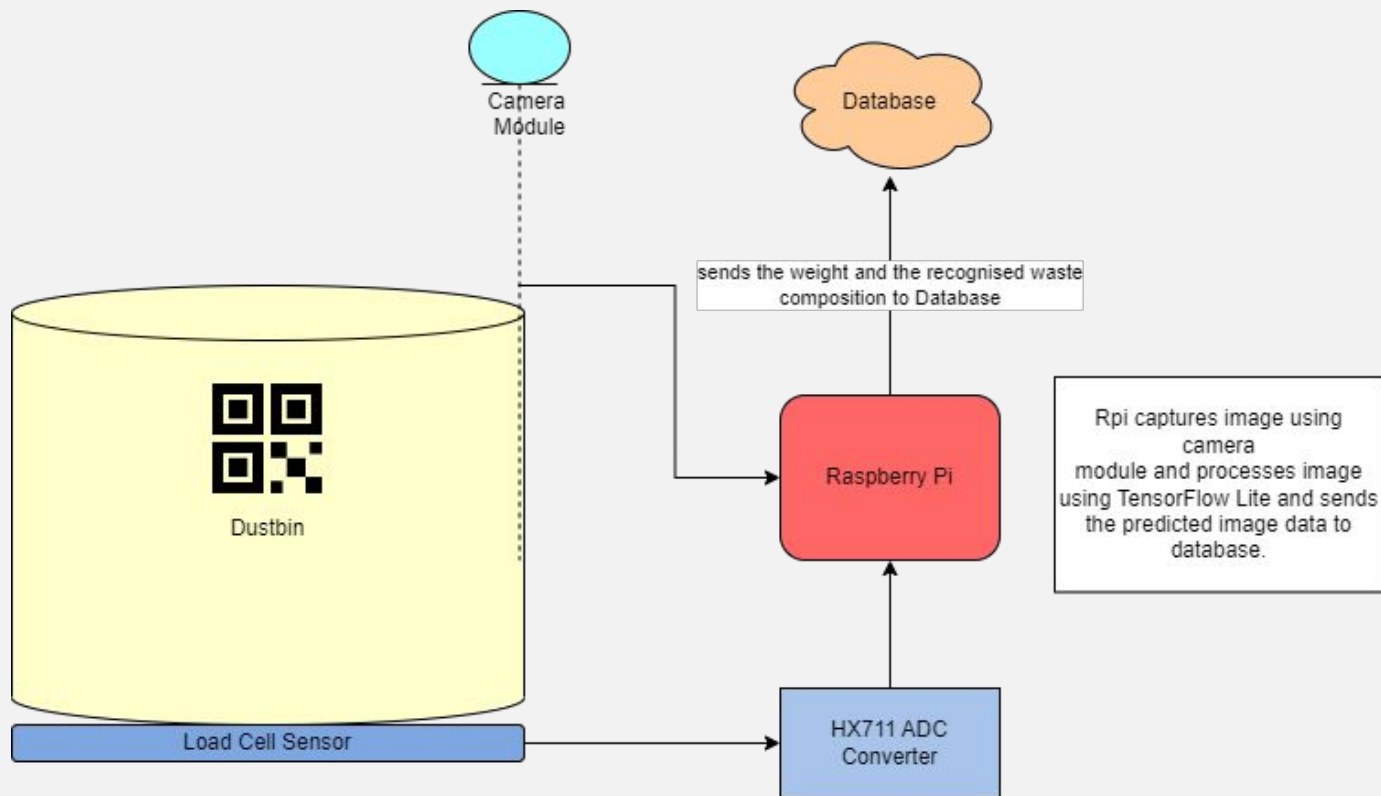 Camera
Module
Database
sends the weight and the recognised waste
composition to Database
Dustbin
Raspberry Pi
Rpi captures image using
camera
module and processes image
using TensorFlow Lite and sends
the predicted image data to
database.
Load Cell Sensor
HX711 ADC
Converter